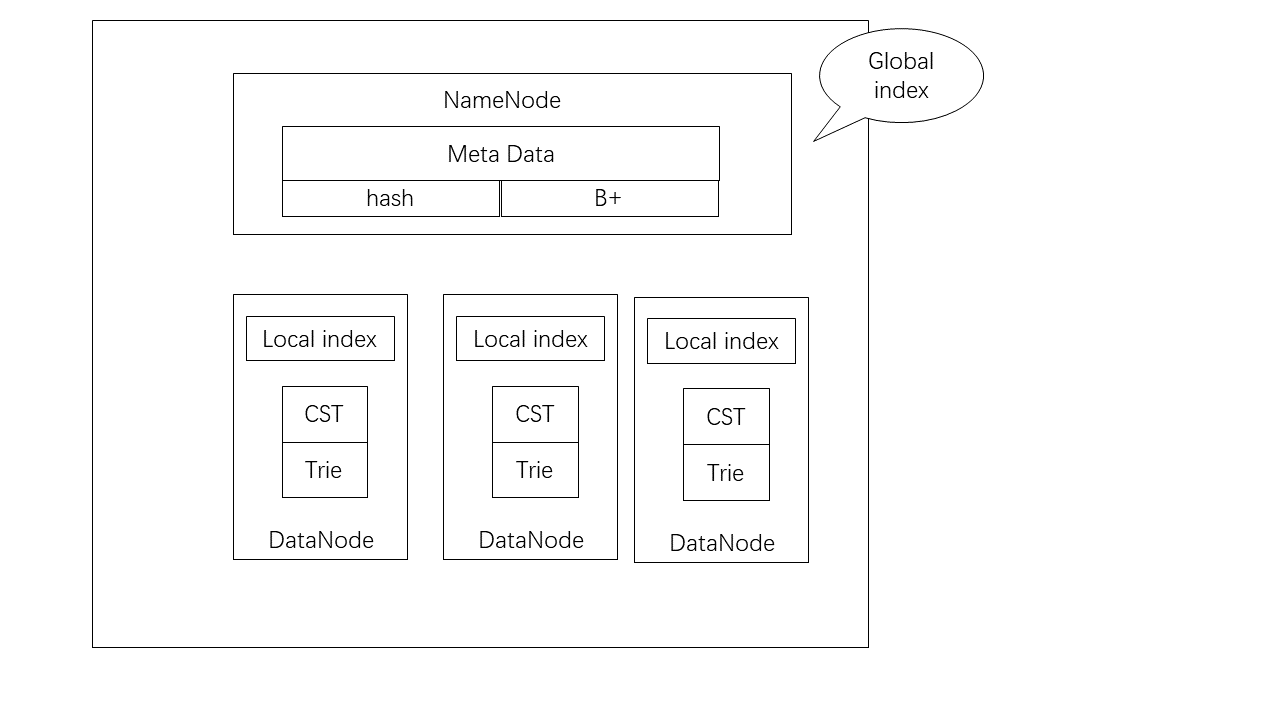 Global
index
NameNode
Meta Data
hash
B+
Local index
CST
Trie
DataNode
Local index
CST
Trie
DataNode
Local index
CST
Trie
DataNode